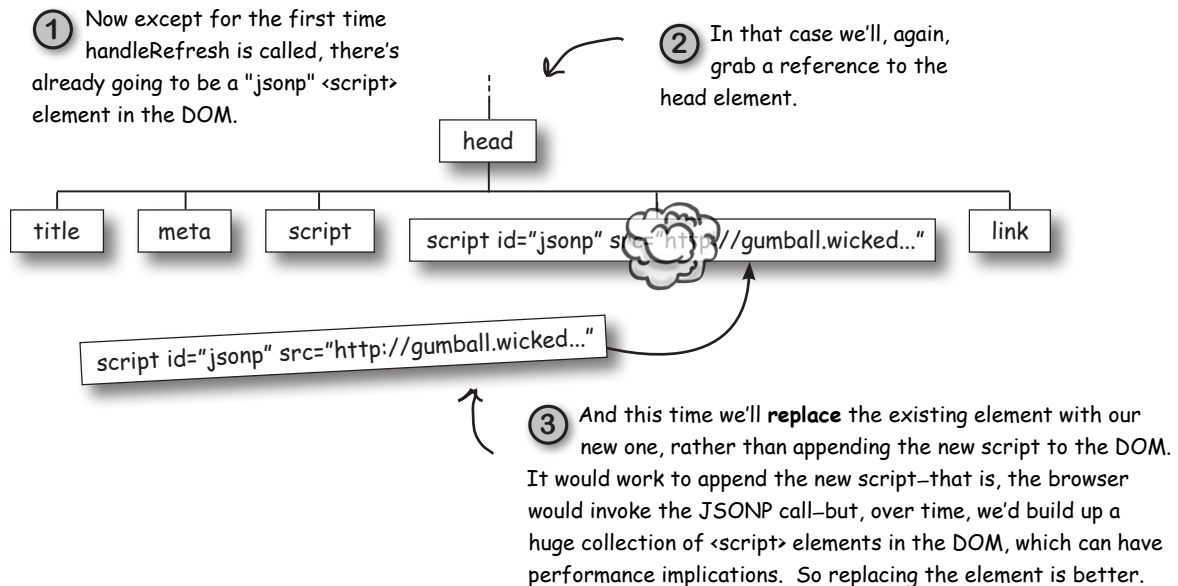 1 Now except for the first time
handleRefresh is called, there's
already going to be a "jsonp" <script>
element in the DOM.
2 In that case we'll, again,
grab a reference to the
head element.
head
title
meta
script
script id="jsonp" src="http://gumball.wicked..."
link
script id="jsonp" src="http://gumball.wicked..."
3 And this time we'll replace the existing element with our
new one, rather than appending the new script to the DOM.
It would work to append the new script–that is, the browser
would invoke the JSONP call–but, over time, we'd build up a
huge collection of <script> elements in the DOM, which can have
performance implications. So replacing the element is better.